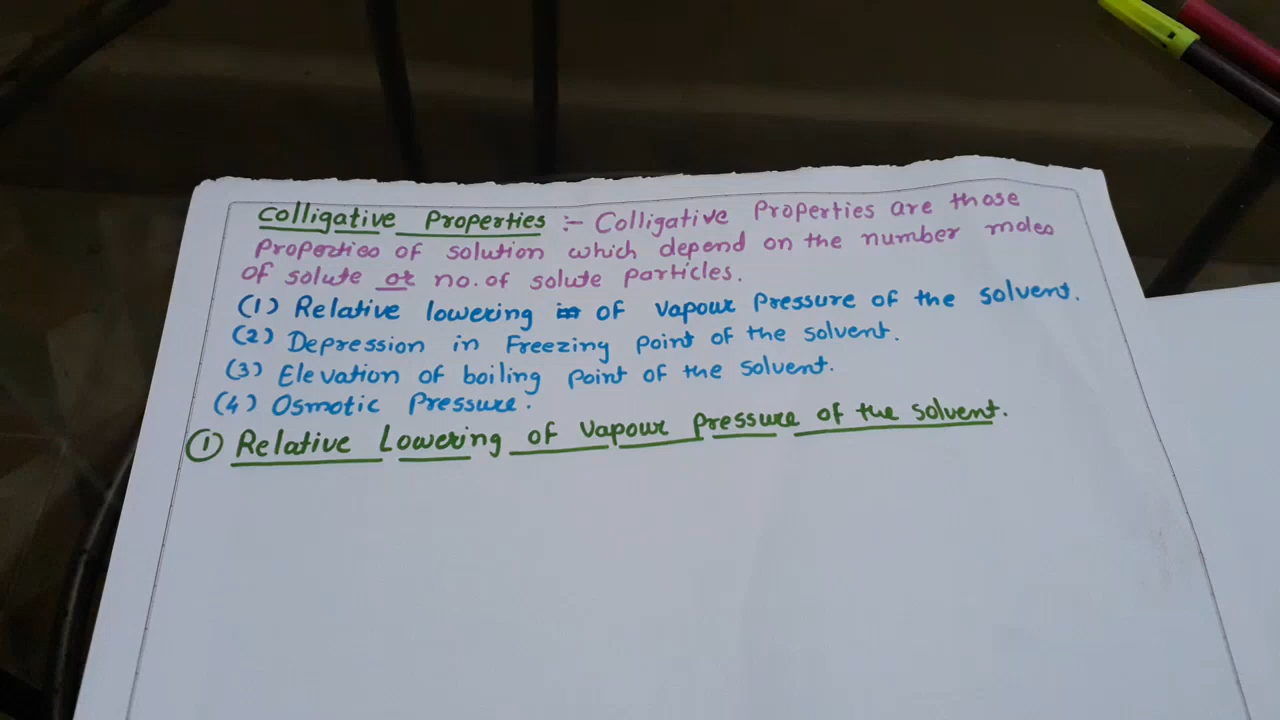 Colligative Properties :- Colligative Properties are those
Properties of solution which depend on the number moles
of solute or no. of solute particles.
(1) Relative lowering of vapour pressure of the solvent.
(2) Depression in Freezing point of the solvent.
(3) Elevation of boiling point of the solvent.
(4) Osmotic Pressure.
① Relative Lowering of vapour pressure of the solvent.